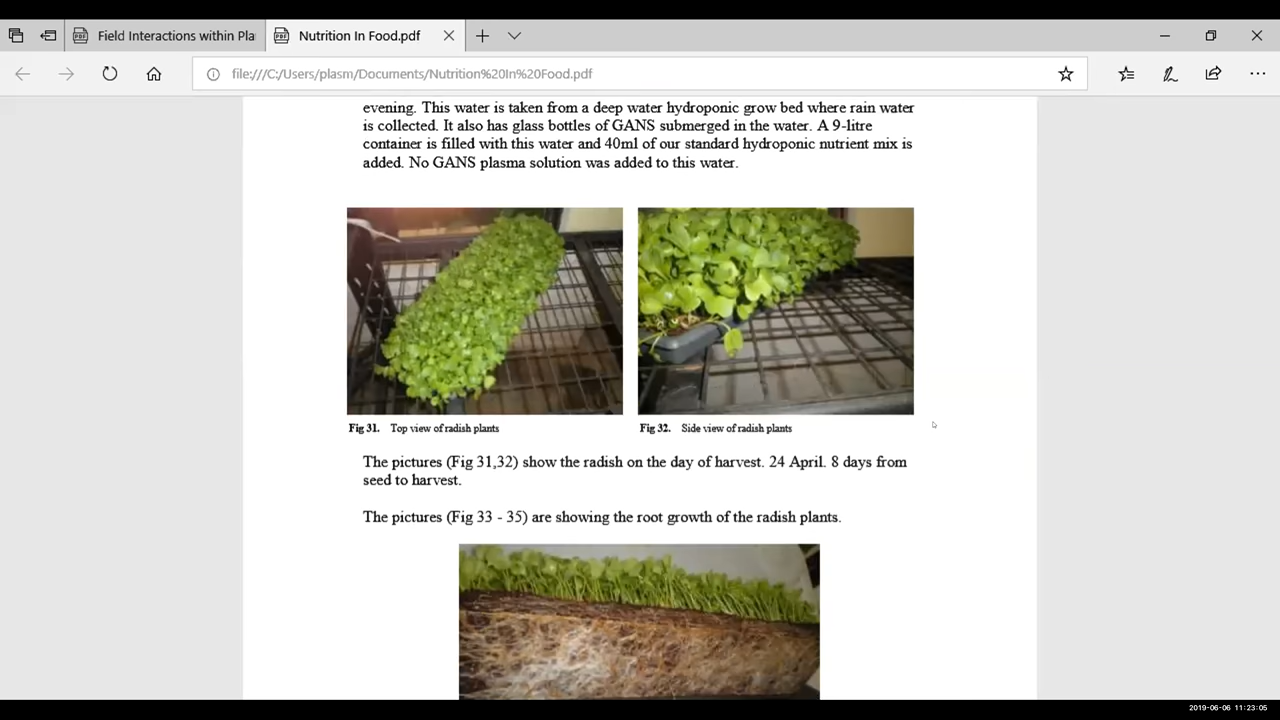 Field Interactions within Pla
Nutrition In Food.pdf
file:///C:/Users/plasm/Documents/Nutrition%20In%20Food.pdf
evening. This water is taken from a deep water hydroponic grow bed where rain water
is collected. It also has glass bottles of GANS submerged in the water. A 9-litre
container is filled with this water and 40ml of our standard hydroponic nutrient mix is
added. No GANS plasma solution was added to this water.
Fig 31. Top view of radish plants
Fig 32. Side view of radish plants
The pictures (Fig 31,32) show the radish on the day of harvest. 24 April. 8 days from
seed to harvest.
The pictures (Fig 33 - 35) are showing the root growth of the radish plants.
2019-06-06 11:23:05